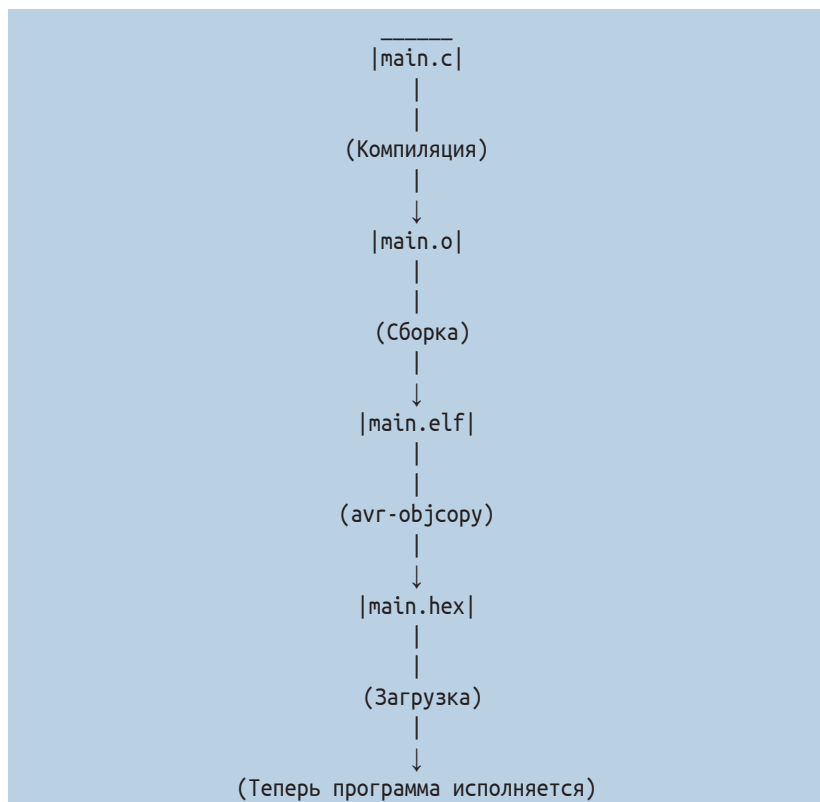 ______
|main.c|
|
|
(Компиляция)
|
↓
|main.o|
|
|
(Сборка)
|
↓
|main.elf|
|
|
(avr-objcopy)
|
↓
|main.hex|
|
|
(Загрузка)
|
↓
(Теперь программа исполняется)